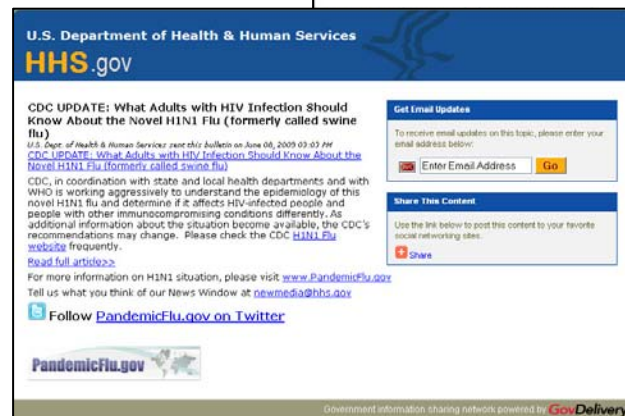 U.S. Department of Health & Human Services
HHS.gov
CDC UPDATE: What Adults with HIV Infection Should
Know About the Novel H1N1 Flu (formerly called swine
flu)
U.S. Dept. of Health & Human Services sent this bulletin on June 08, 2009 03:03 PM
CDC UPDATE: What Adults with HIV Infection Should Know About the
Novel H1N1 Flu (formerly called swine flu)
CDC, in coordination with state and local health departments and with
WHO is working aggressively to understand the epidemiology of this
novel H1N1 flu and determine if it affects HIV-infected people and
people with other immunocompromising conditions differently. As
additional information about the situation become available, the CDC's
recommendations may change. Please check the CDC H1N1 Flu
website frequently.
Read full article>>
For more information on H1N1 situation, please visit www.PandemicFlu.gov
Tell us what you think of our News Window at newmedia@hhs.gov
Follow PandemicFlu.gov on Twitter
PandemicFlu.gov
Get Email Updates
To receive email updates on this topic, please enter your
email address below:
Enter Email Address Go
Share This Content
Use the link below to post this content to your favorite
social networking sites.
Share
Government information sharing network powered by GovDelivery